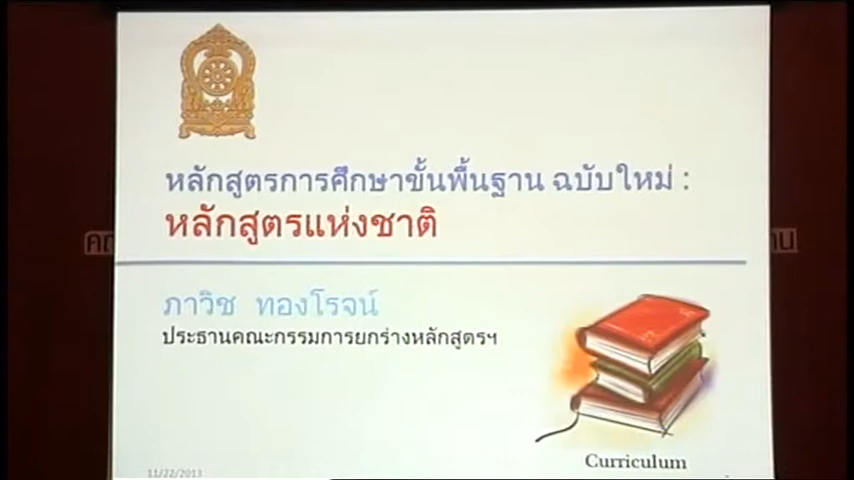 หลักสูตรการศึกษาขั้นพื้นฐาน ฉบับใหม่ :
หลักสูตรแห่งชาติ
ภาวิช ทองโรจน์
ประธานคณะกรรมการยกร่างหลักสูตรฯ
Curriculum
11/22/2013